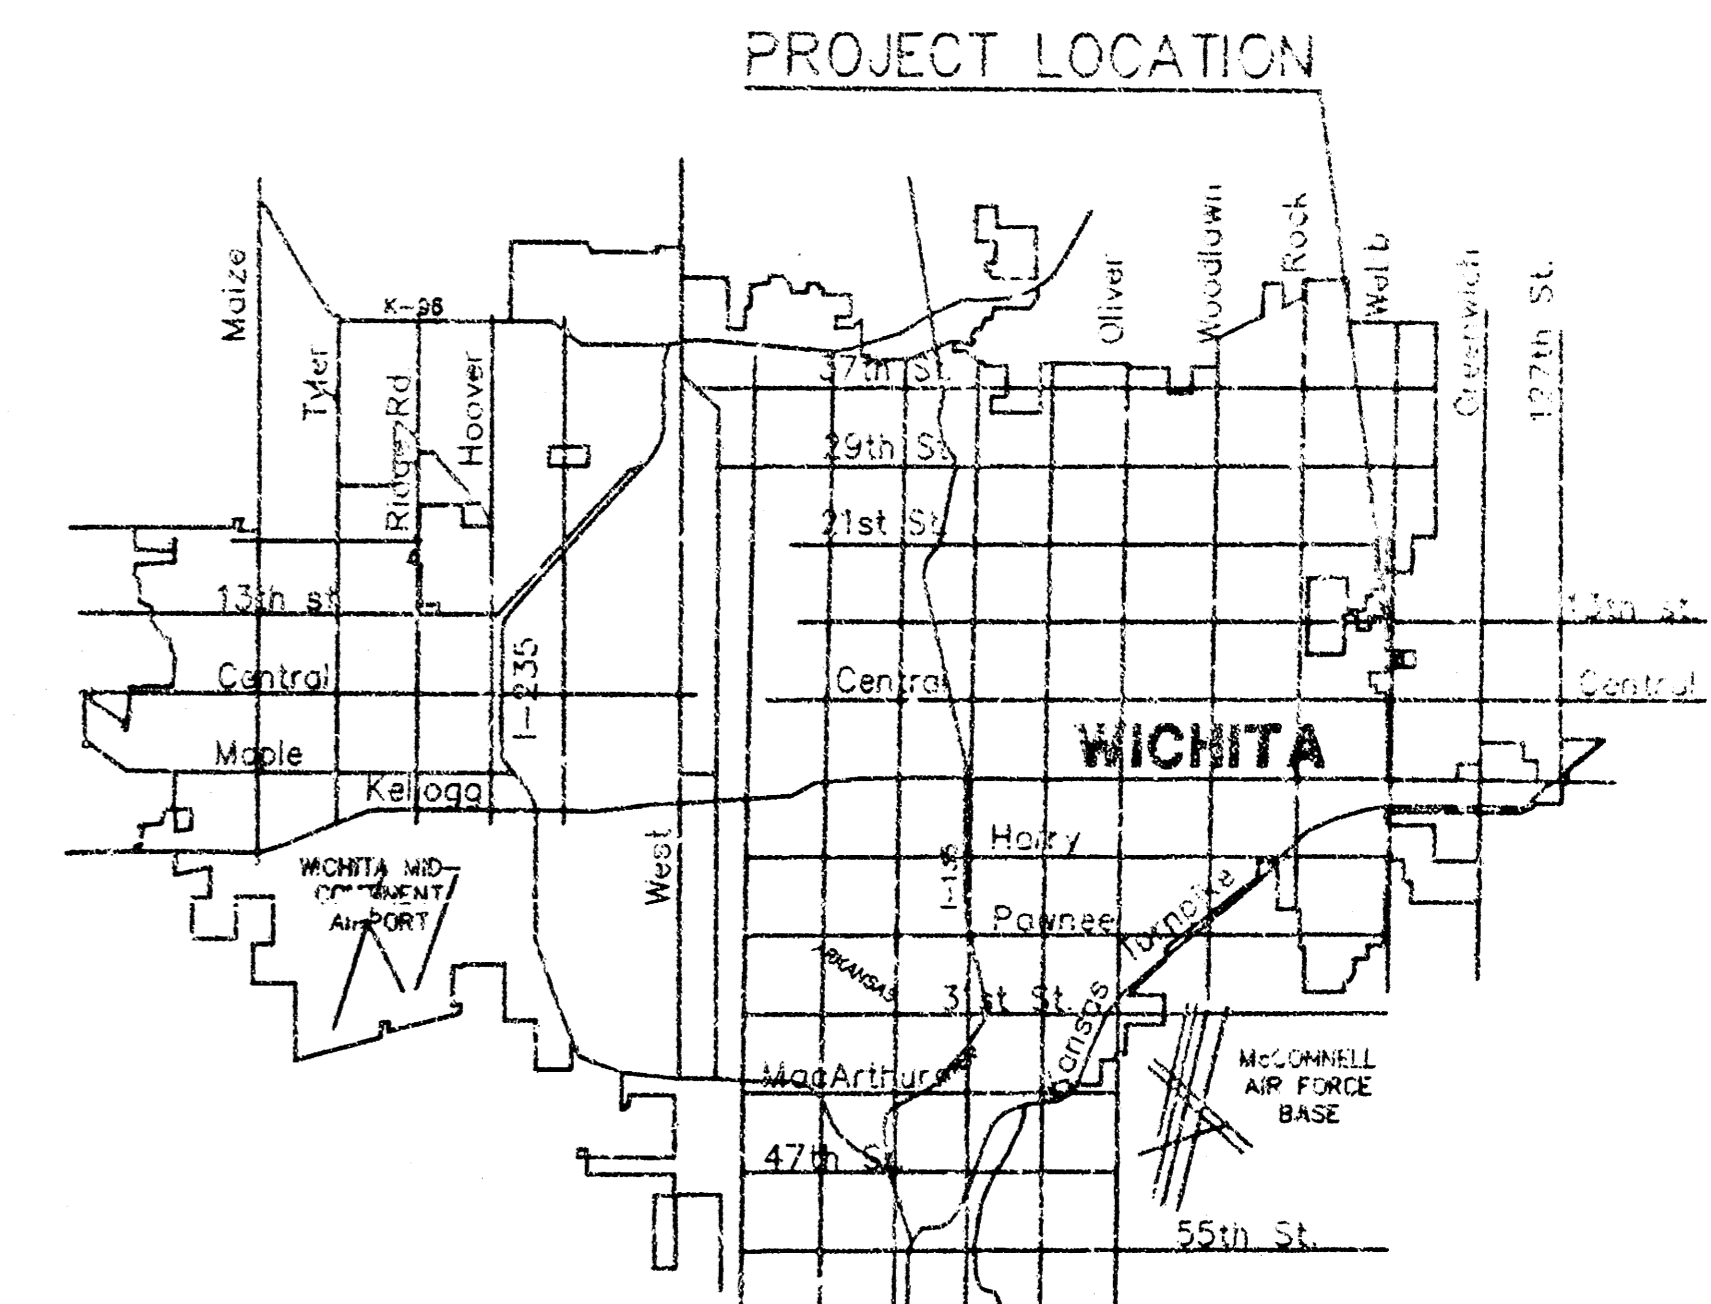 PROJECT LOCATION
Maize
Tyler
Ridge Rd
Hoover
K-96
Oliver
Woodlawn
Rock
Webb
Greenwich
127th St.
37th St.
29th St.
21st St.
13th st
13th st.
Central
Central
Central
I-235
WICHITA
Maple
Kellogg
West
I-135
Harry
WICHITA MID-
CONTINENT
AIRPORT
Pawnee
Kansas Turnpike
ARKANSAS
31st St.
MacArthur
McCONNELL
AIR FORCE
BASE
47th St.
55th St.